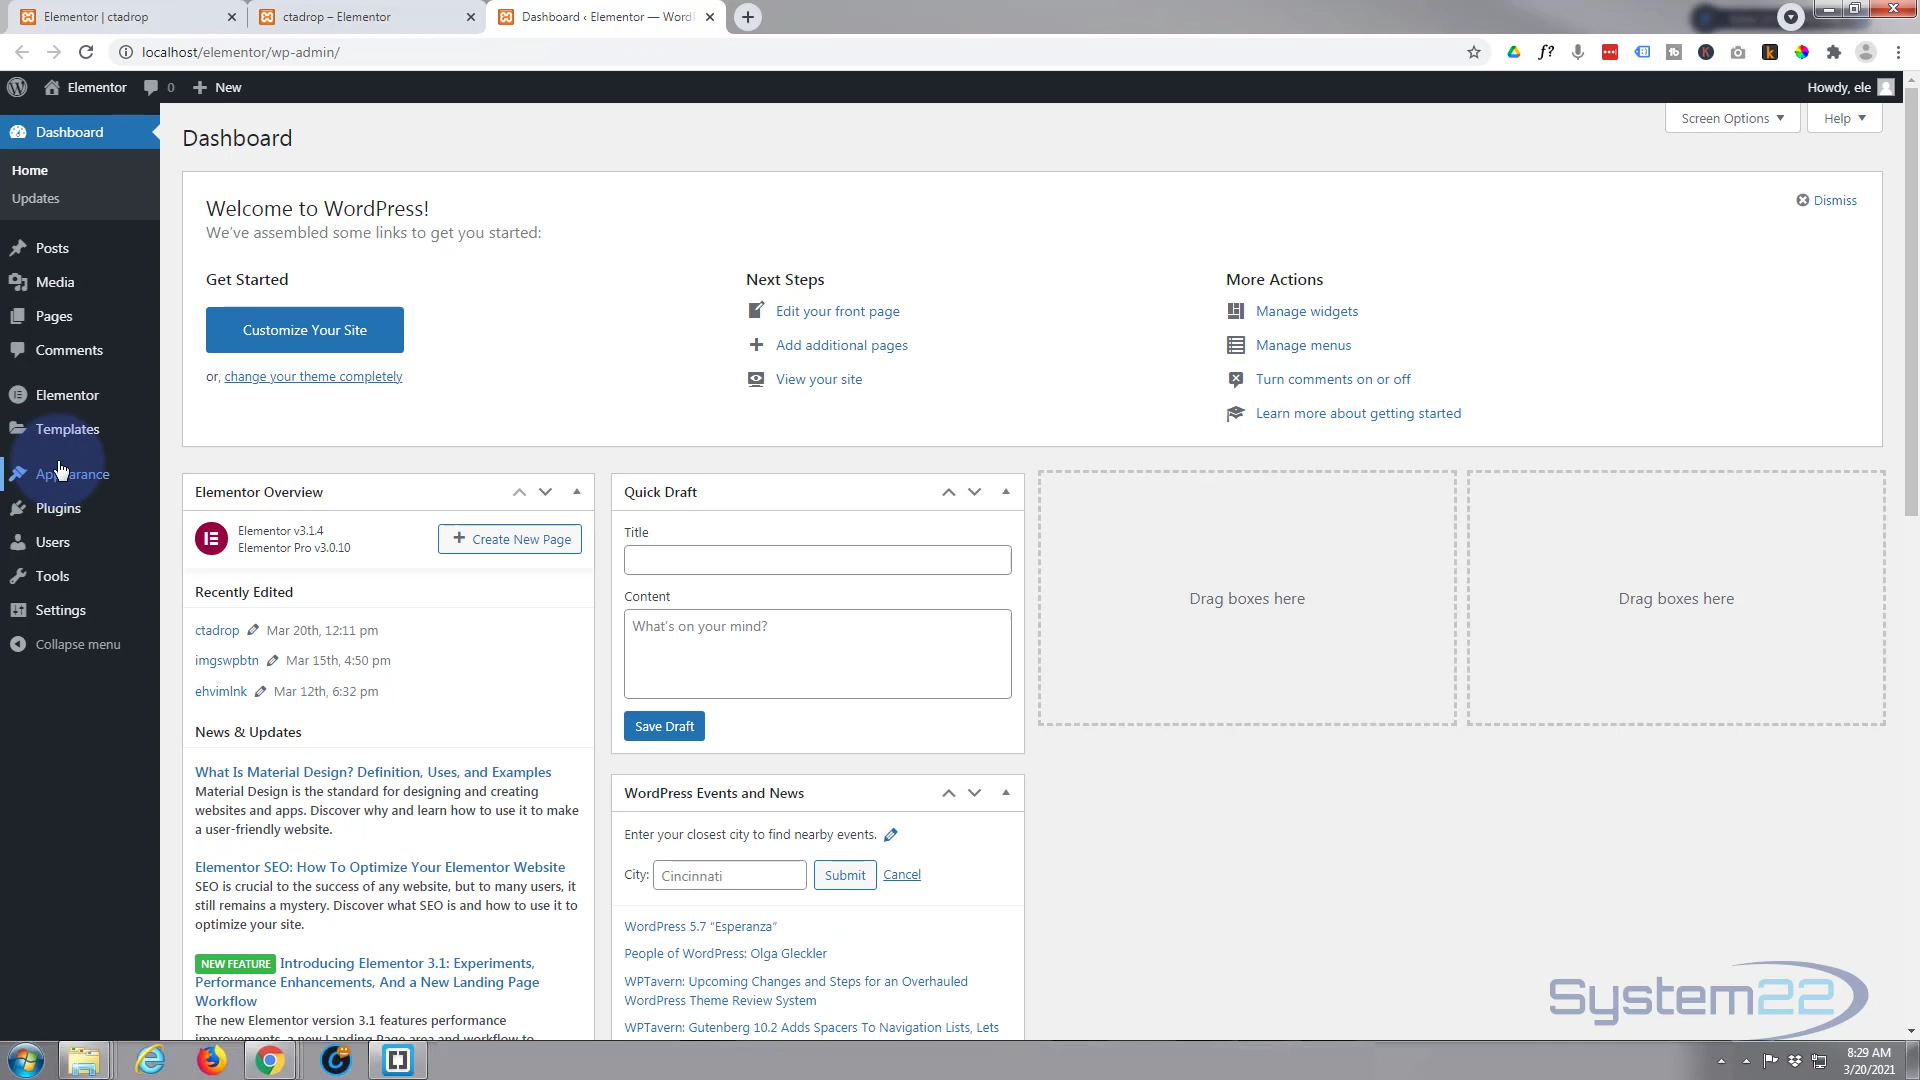 Elementor | ctadrop
ctadrop – Elementor
Dashboard ‹ Elementor — Word
localhost/elementor/wp-admin/
Elementor
0
New
Howdy, ele
Dashboard
Home
Updates
Posts
Media
Pages
Comments
Elementor
Templates
Appearance
Plugins
Users
Tools
Settings
Collapse menu
Dashboard
Screen Options
Help
Welcome to WordPress!
We've assembled some links to get you started:
Dismiss
Get Started
Customize Your Site
or, change your theme completely
Next Steps
Edit your front page
Add additional pages
View your site
More Actions
Manage widgets
Manage menus
Turn comments on or off
Learn more about getting started
Elementor Overview
Elementor v3.1.4
Elementor Pro v3.0.10
Create New Page
Recently Edited
ctadrop Mar 20th, 12:11 pm
imgswpbtn Mar 15th, 4:50 pm
ehvimlnk Mar 12th, 6:32 pm
News & Updates
What Is Material Design? Definition, Uses, and Examples
Material Design is the standard for designing and creating
websites and apps. Discover why and learn how to use it to make
a user-friendly website.
Elementor SEO: How To Optimize Your Elementor Website
SEO is crucial to the success of any website, but to many users, it
still remains a mystery. Discover what SEO is and how to use it to
optimize your site.
NEW FEATURE Introducing Elementor 3.1: Experiments,
Performance Enhancements, And a New Landing Page
Workflow
The new Elementor version 3.1 features performance
improvements, a new Landing Page area and workflow to
Quick Draft
Title
Content
What's on your mind?
Save Draft
WordPress Events and News
Enter your closest city to find nearby events.
City: Cincinnati Submit Cancel
WordPress 5.7 "Esperanza"
People of WordPress: Olga Gleckler
WPTavern: Upcoming Changes and Steps for an Overhauled
WordPress Theme Review System
WPTavern: Gutenberg 10.2 Adds Spacers To Navigation Lists, Lets
Drag boxes here
Drag boxes here
System22
8:29 AM
3/20/2021